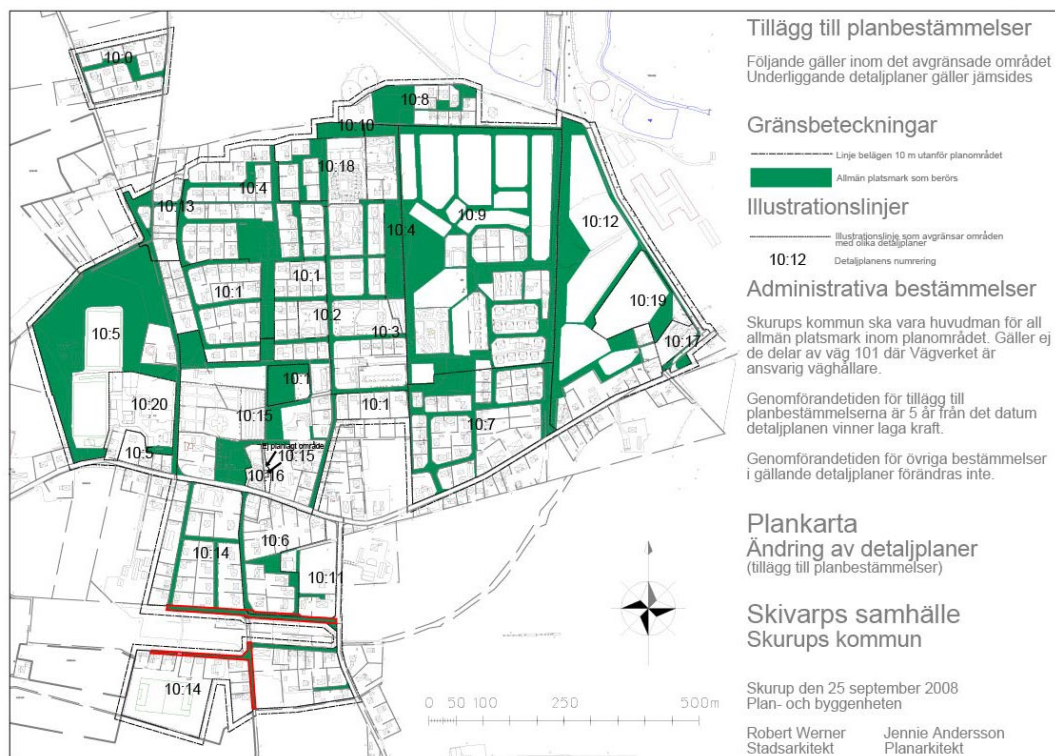 10:0
10:8
10:10
10:18
10:4
10:13
10:4
10:9
10:12
10:1
10:1
10:2
10:3
10:19
10:17
10:5
10:1
10:20
10:15
10:1
10:7
10:5
Ej planlagt område
10:15
10:16
10:6
10:14
10:11
10:14
0 50 100 250 500 m
Tillägg till planbestämmelser
Följande gäller inom det avgränsade området
Underliggande detaljplaner gäller jämsides
Gränsbeteckningar
Linje belägen 10 m utanför planområdet
Allmän platsmark som berörs
Illustrationslinjer
Illustrationslinje som avgränsar områden
med olika detaljplaner
10:12 Detaljplanens numrering
Administrativa bestämmelser
Skurups kommun ska vara huvudman för all
allmän platsmark inom planområdet. Gäller ej
de delar av väg 101 där Vägverket är
ansvarig väghållare.
Genomförandetiden för tillägg till
planbestämmelserna är 5 år från det datum
detaljplanen vinner laga kraft.
Genomförandetiden för övriga bestämmelser
i gällande detaljplaner förändras inte.
Plankarta
Ändring av detaljplaner
(tillägg till planbestämmelser)
Skivarps samhälle
Skurups kommun
Skurup den 25 september 2008
Plan- och byggenheten
Robert Werner Jennie Andersson
Stadsarkitekt Planarkitekt